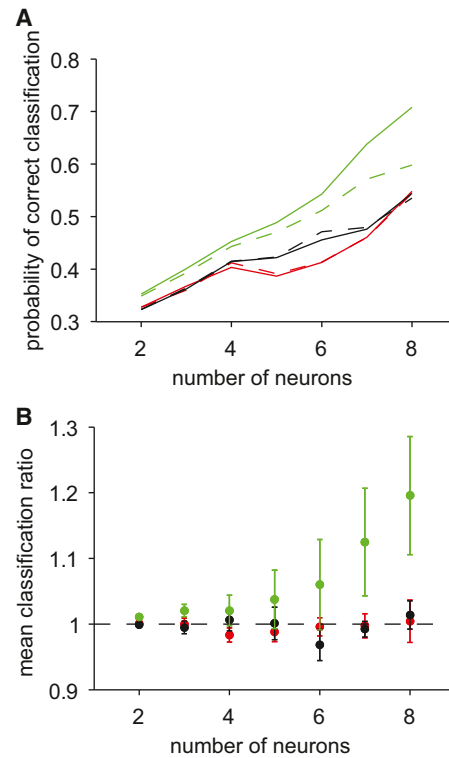 A
probability of correct classification
0.8
0.7
0.6
0.5
0.4
0.3
2 4 6 8
number of neurons
B
mean classification ratio
1.3
1.2
1.1
1
0.9
2 4 6 8
number of neurons